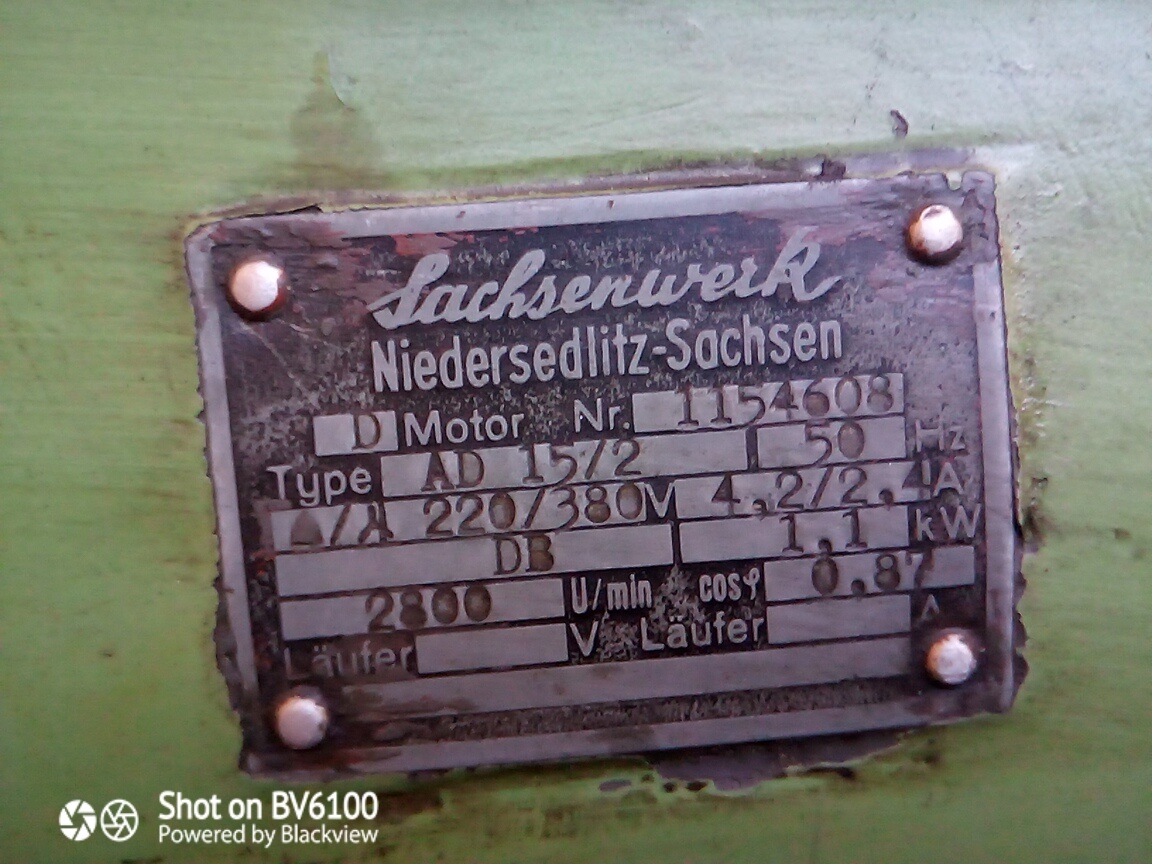 Sachsenwerk
Niedersedlitz-Sachsen
D Motor Nr. 1154608
Type AD 15/2 50 Hz
Δ/⅄ 220/380 V 4,2/2,4 A
DB 1,1 kW
2800 U/min cosφ 0,87
Läufer V Läufer A
Shot on BV6100
Powered by Blackview